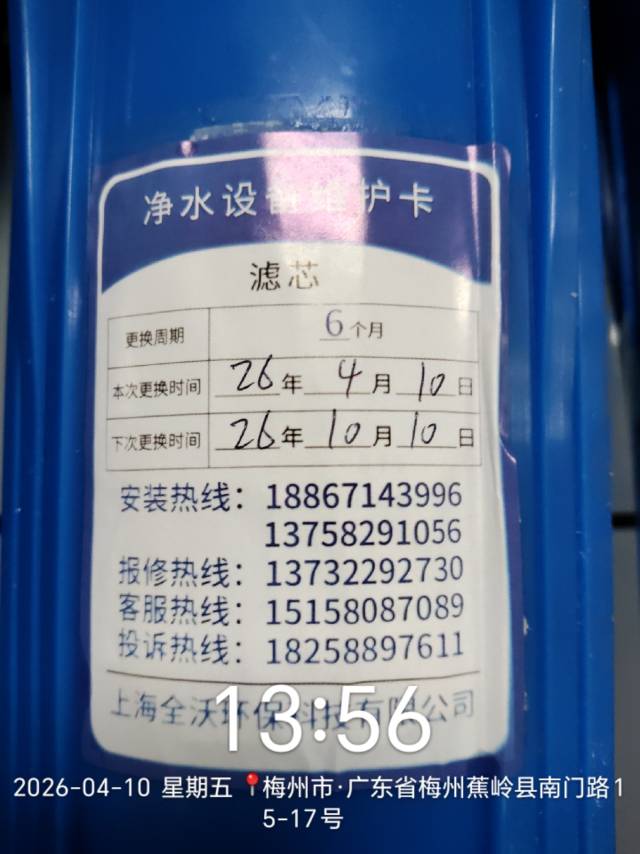 净水设备维护卡
滤芯
更换周期 6个月
本次更换时间 26年4月10日
下次更换时间 26年10月10日
安装热线：18867143996
13758291056
报修热线：13732292730
客服热线：15158087089
投诉热线：18258897611
上海全沃环保科技有限公司
13:56
2026-04-10 星期五 📍梅州市·广东省梅州蕉岭县南门路1
5-17号